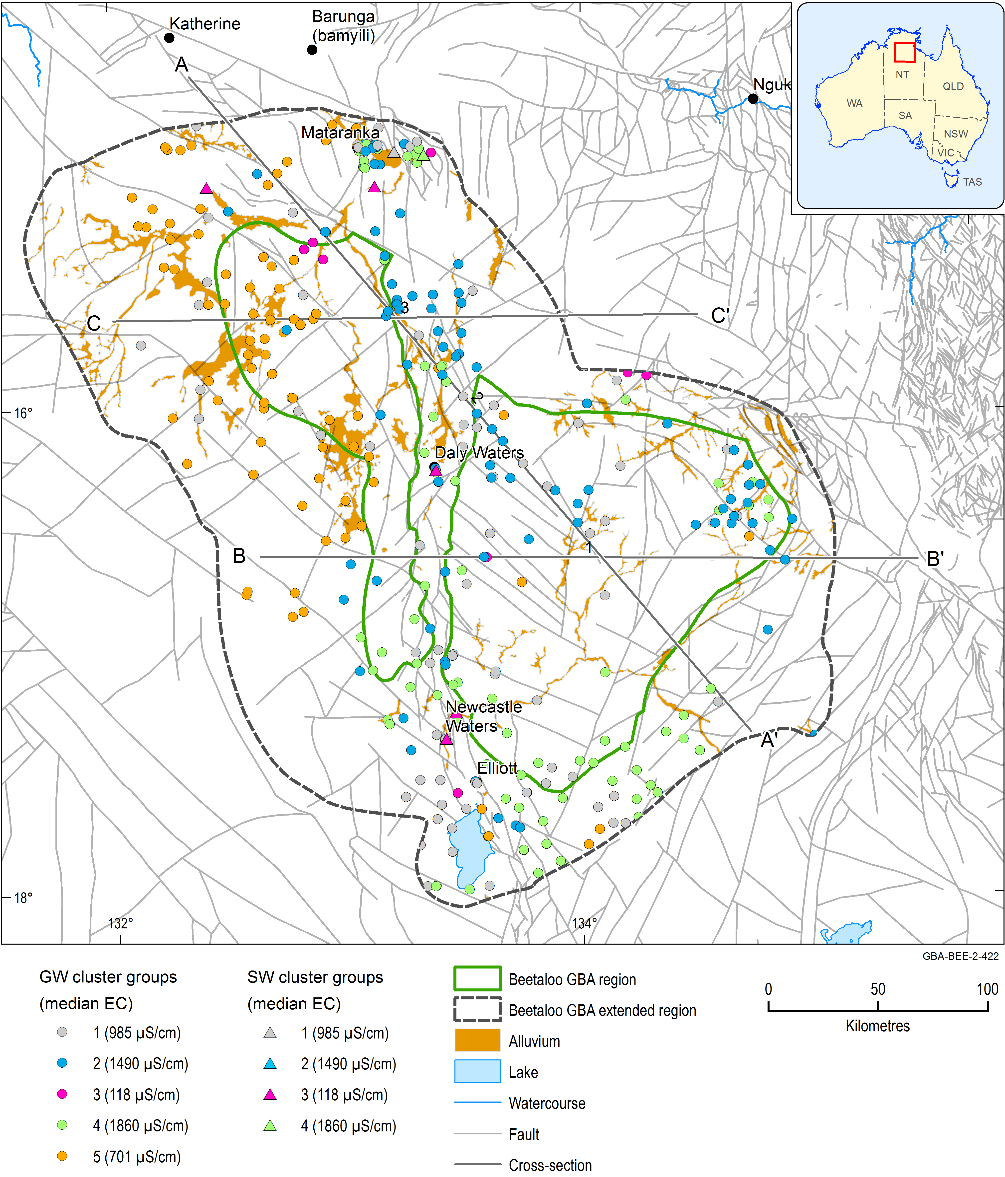 Katherine
Barunga
(bamyili)
A
Nguk
Mataranka
C
3
C'
16°
2
Daly Waters
B
1
B'
Newcastle
Waters
A'
Elliott
18°
132°
134°
WA
NT
QLD
SA
NSW
VIC
TAS
GBA-BEE-2-422
GW cluster groups
(median EC)
1 (985 µS/cm)
2 (1490 µS/cm)
3 (118 µS/cm)
4 (1860 µS/cm)
5 (701 µS/cm)
SW cluster groups
(median EC)
1 (985 µS/cm)
2 (1490 µS/cm)
3 (118 µS/cm)
4 (1860 µS/cm)
Beetaloo GBA region
Beetaloo GBA extended region
Alluvium
Lake
Watercourse
Fault
Cross-section
0 50 100
Kilometres